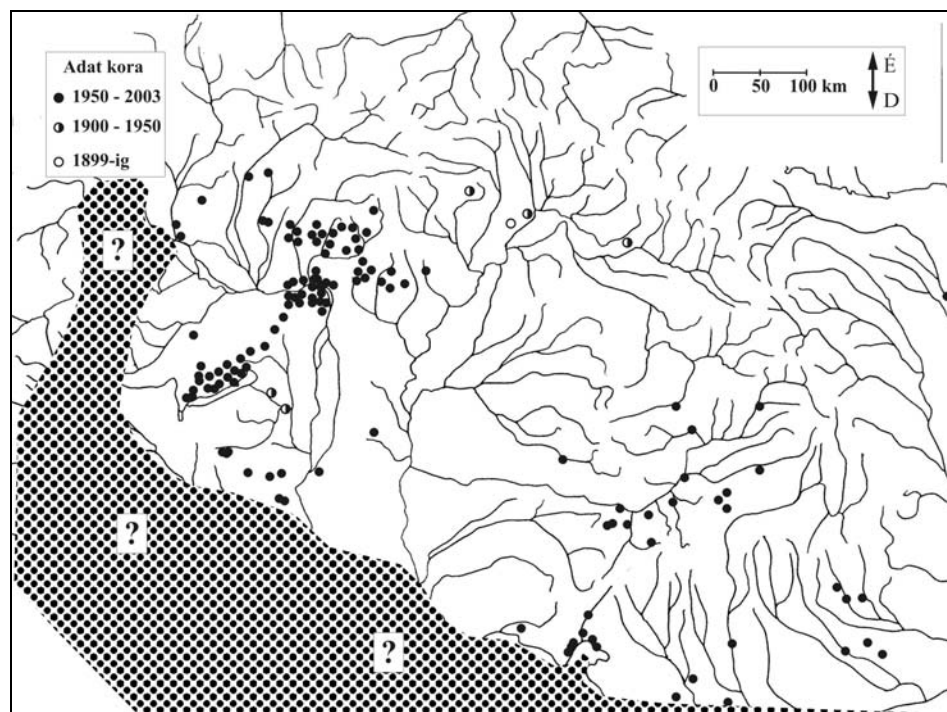 Adat kora
1950 - 2003
1900 - 1950
1899-ig
0 50 100 km
É
D
?
?
?